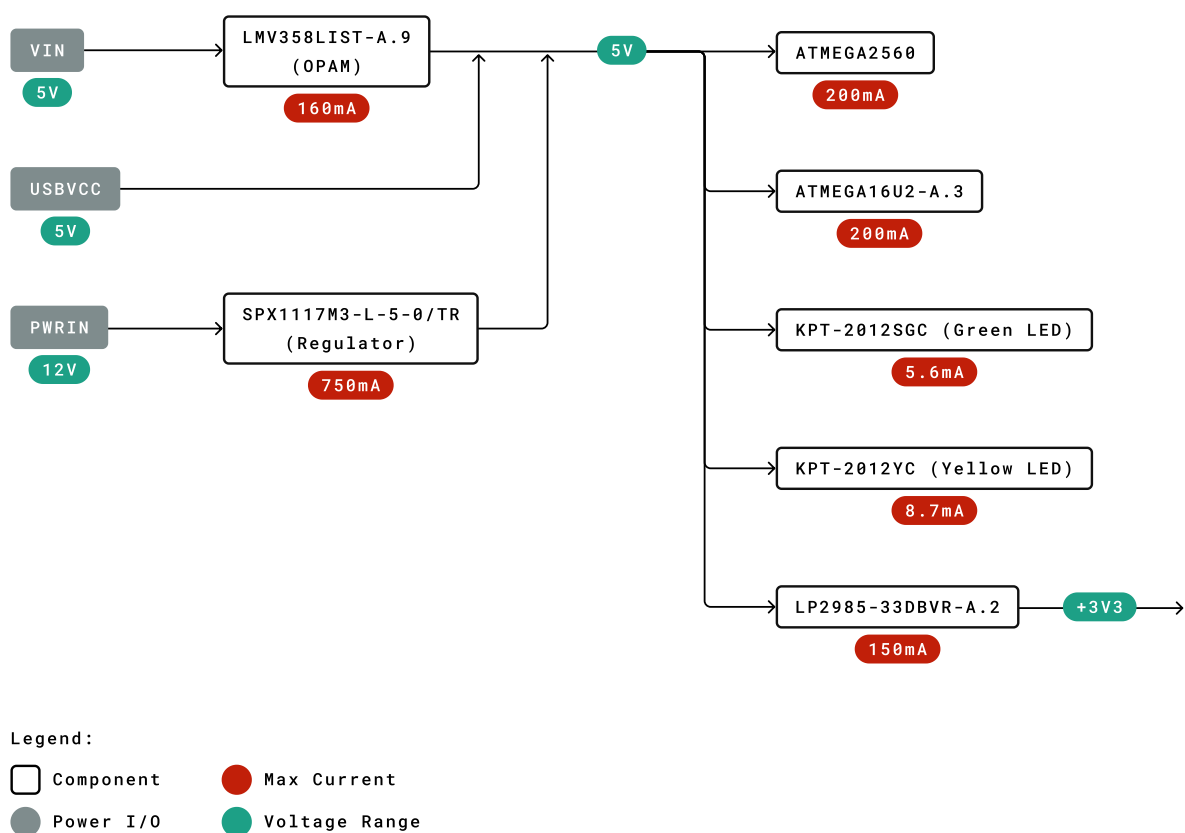 VIN
5V
LMV358LIST-A.9
(OPAM)
160mA
USBVCC
5V
PWRIN
12V
SPX1117M3-L-5-0/TR
(Regulator)
750mA
5V
ATMEGA2560
200mA
ATMEGA16U2-A.3
200mA
KPT-2012SGC (Green LED)
5.6mA
KPT-2012YC (Yellow LED)
8.7mA
LP2985-33DBVR-A.2
150mA
+3V3
Legend:
Component
Max Current
Power I/O
Voltage Range